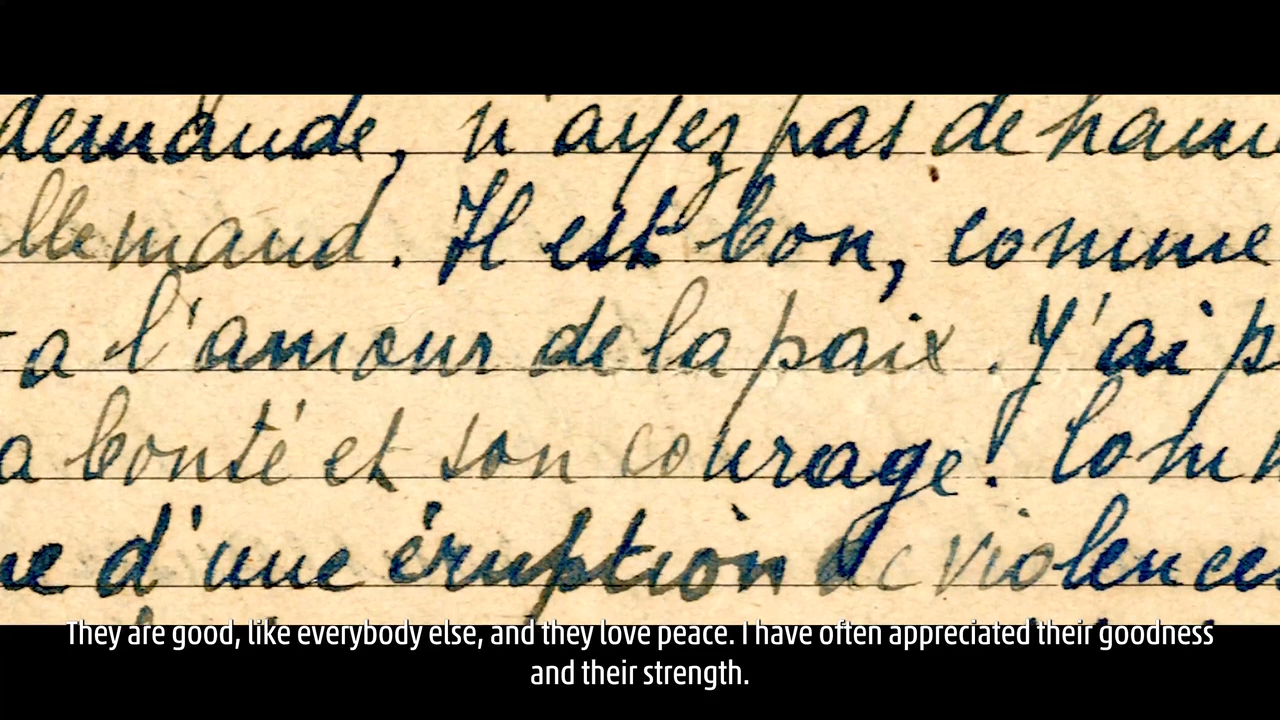 demande, n'ayez pas de haine
llemand. Il est bon, comme
a l'amour de la paix. J'ai p
a bonté et son courage!
ue d'une éruption de violence
They are good, like everybody else, and they love peace. I have often appreciated their goodness
and their strength.